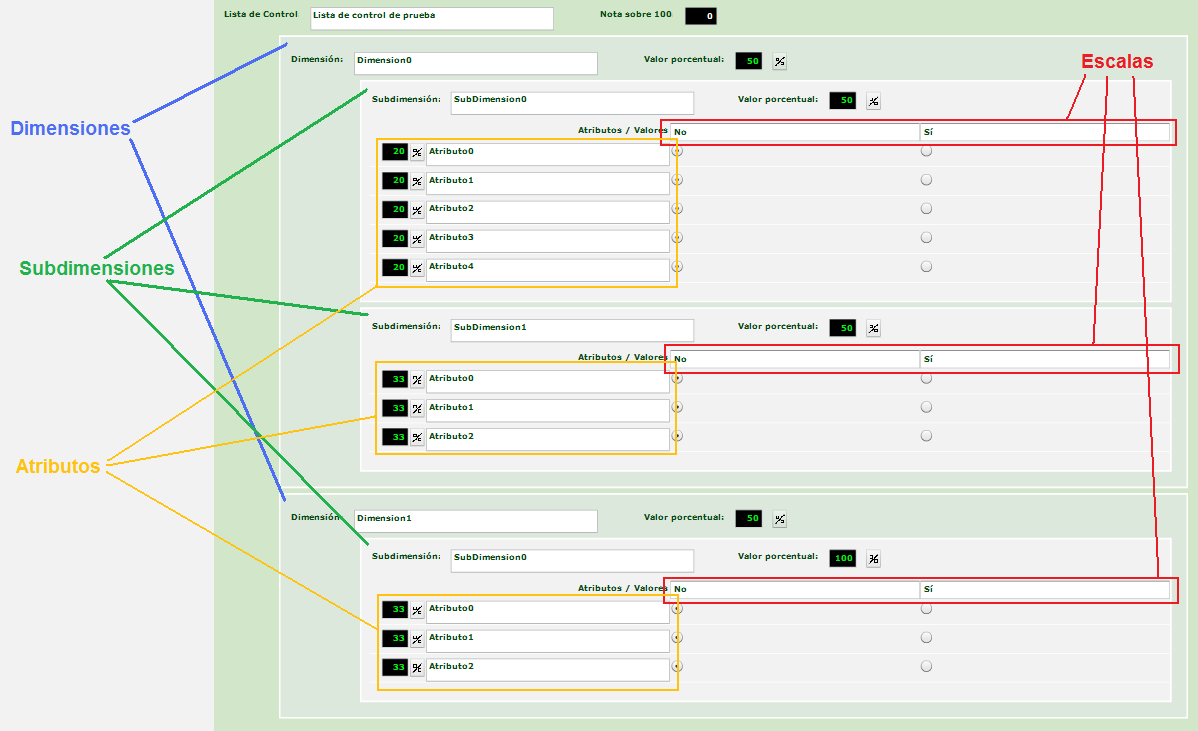 Lista de Control: Lista de control de prueba Nota sobre 100 0
Dimensión: Dimension0 Valor porcentual: 50 %
Escalas
Subdimensión: SubDimension0 Valor porcentual: 50 %
Dimensiones
Atributos / Valores No Sí
20 % Atributo0
20 % Atributo1
20 % Atributo2
20 % Atributo3
20 % Atributo4
Subdimensiones
Subdimensión: SubDimension1 Valor porcentual: 50 %
Atributos / Valores No Sí
33 % Atributo0
33 % Atributo1
33 % Atributo2
Atributos
Dimensión: Dimension1 Valor porcentual: 50 %
Subdimensión: SubDimension0 Valor porcentual: 100 %
Atributos / Valores No Sí
33 % Atributo0
33 % Atributo1
33 % Atributo2